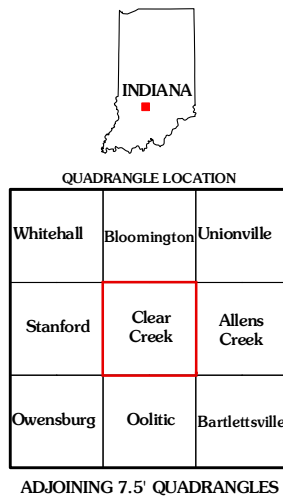 INDIANA
QUADRANGLE LOCATION
Whitehall Bloomington Unionville
Stanford Clear Creek Allens Creek
Owensburg Oolitic Bartlettsville
ADJOINING 7.5' QUADRANGLES